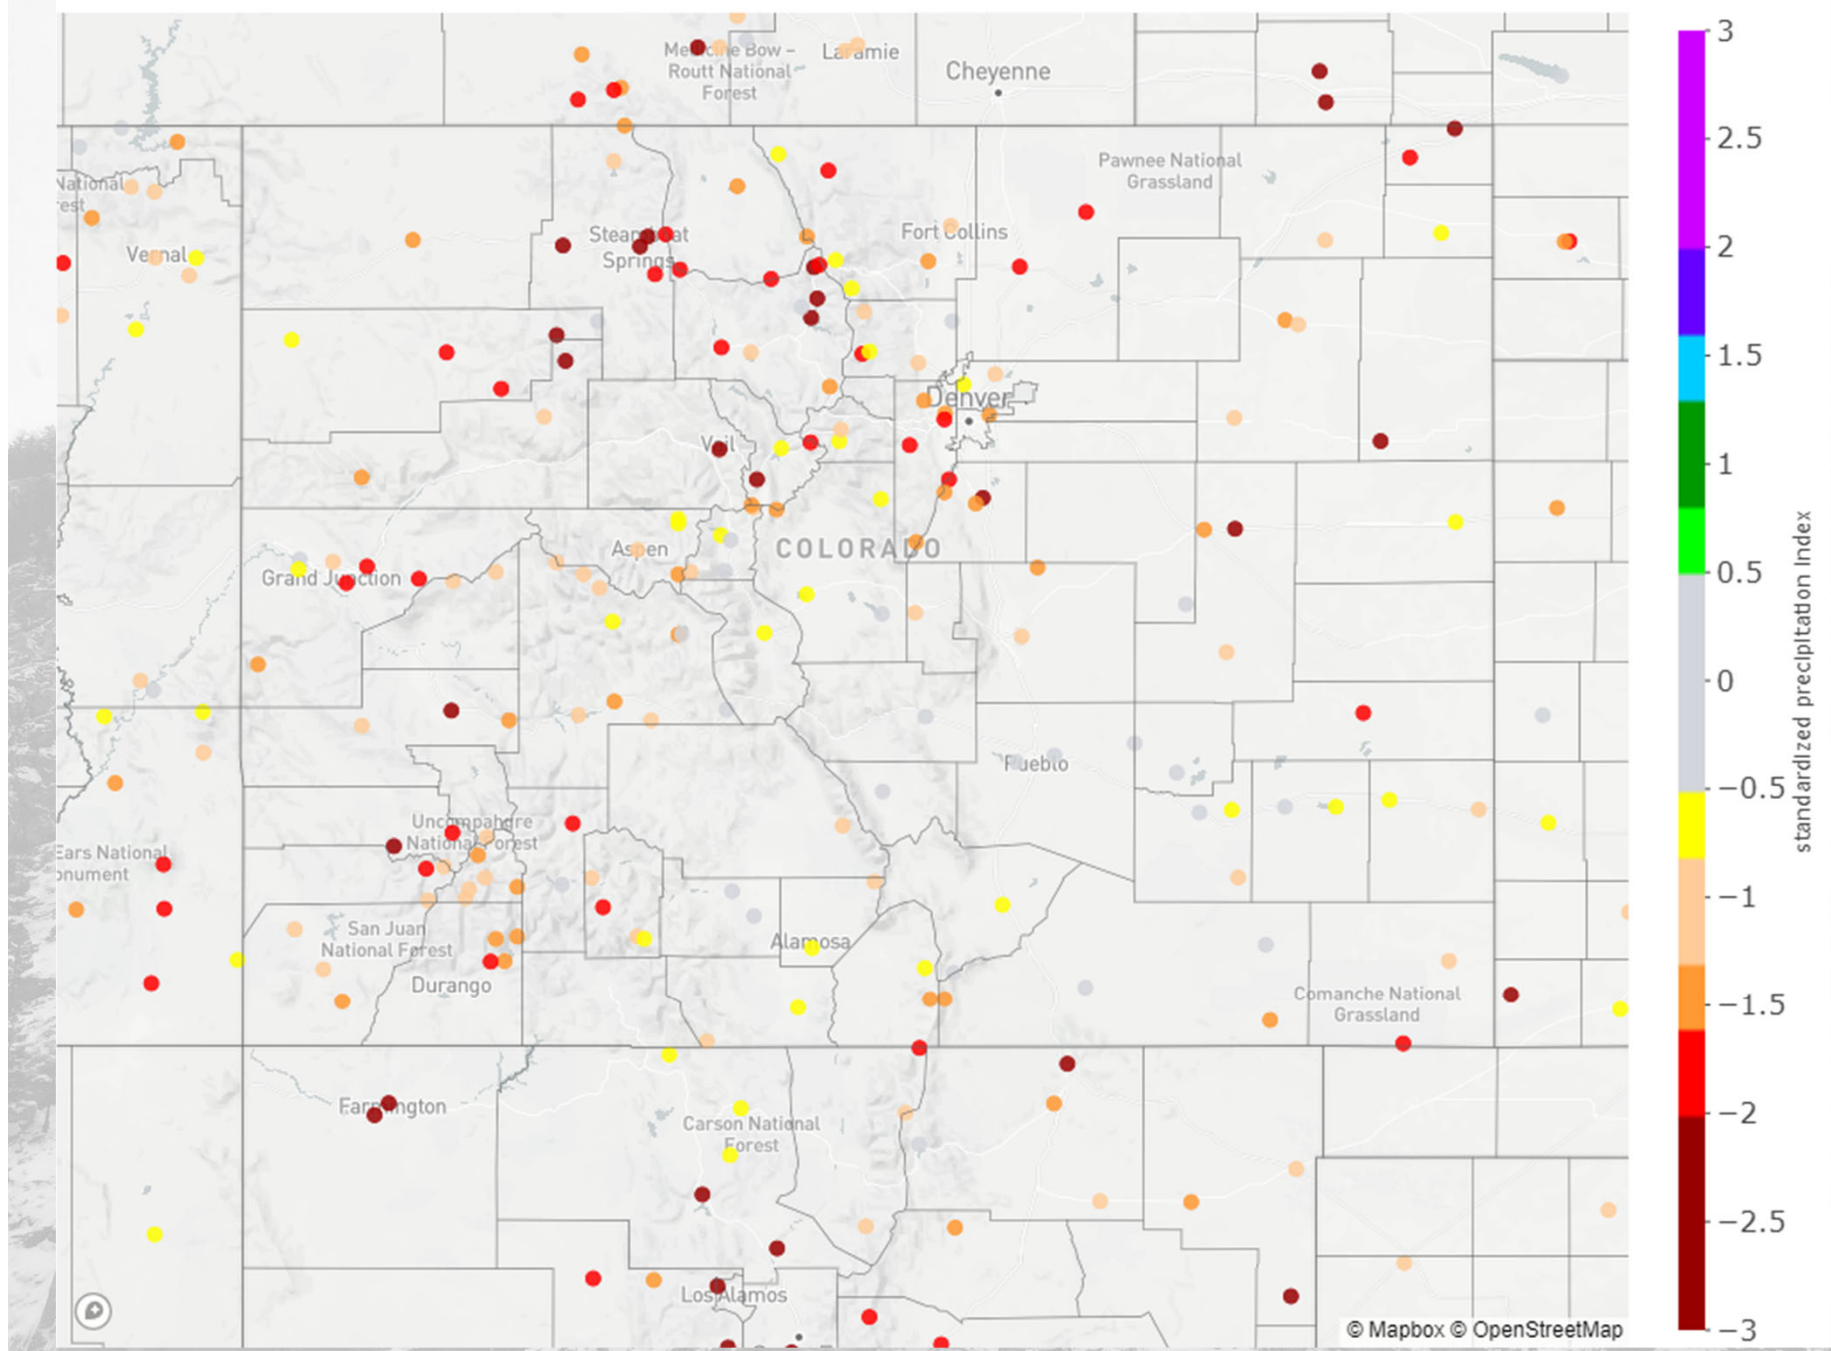 Medicine Bow –
Routt National
Forest
Laramie
Cheyenne
Pawnee National
Grassland
National
rest
Vernal
Steamboat
Springs
Fort Collins
Denver
Vail
COLORADO
Aspen
Grand Junction
Pueblo
Uncompahgre
National Forest
Ears National
onument
San Juan
National Forest
Alamosa
Durango
Comanche National
Grassland
Farmington
Carson National
Forest
Los Alamos
© Mapbox © OpenStreetMap
3
2.5
2
1.5
1
0.5
0
−0.5
−1
−1.5
−2
−2.5
−3
standardized precipitation Index